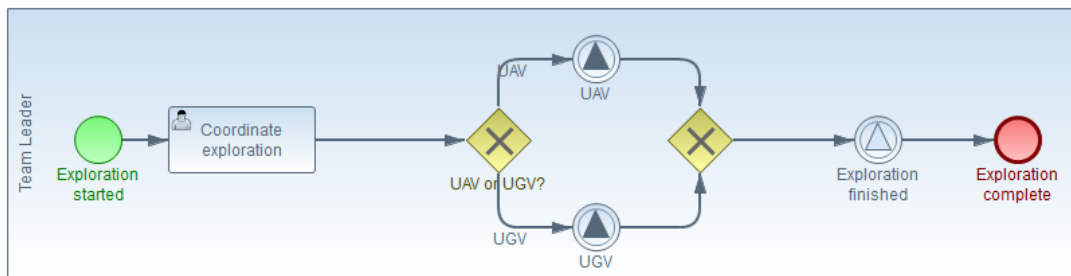 Team Leader
Exploration
started
Coordinate
exploration
UAV or UGV?
UAV
UAV
UGV
UGV
Exploration
finished
Exploration
complete